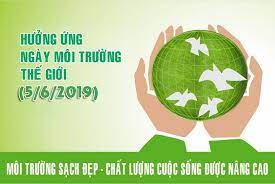 HƯỞNG ỨNG
NGÀY MÔI TRƯỜNG
THẾ GIỚI
(5/6/2019)
MÔI TRƯỜNG SẠCH ĐẸP - CHẤT LƯỢNG CUỘC SỐNG ĐƯỢC NÂNG CAO